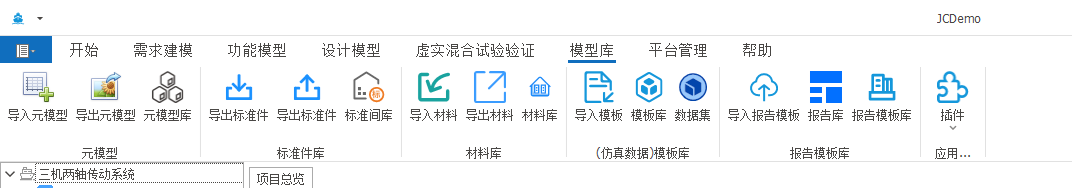 JCDemo
开始 需求建模 功能模型 设计模型 虚实混合试验验证 模型库 平台管理 帮助
导入元模型 导出元模型 元模型库 导出标准件 导出标准件 标准间库 导入材料 导出材料 材料库 导入模板 模板库 数据集 导入报告模板 报告库 报告模板库 插件
标
元模型 标准件库 材料库 (仿真数据)模板库 报告模板库 应用...
三机两轴传动系统 项目总览